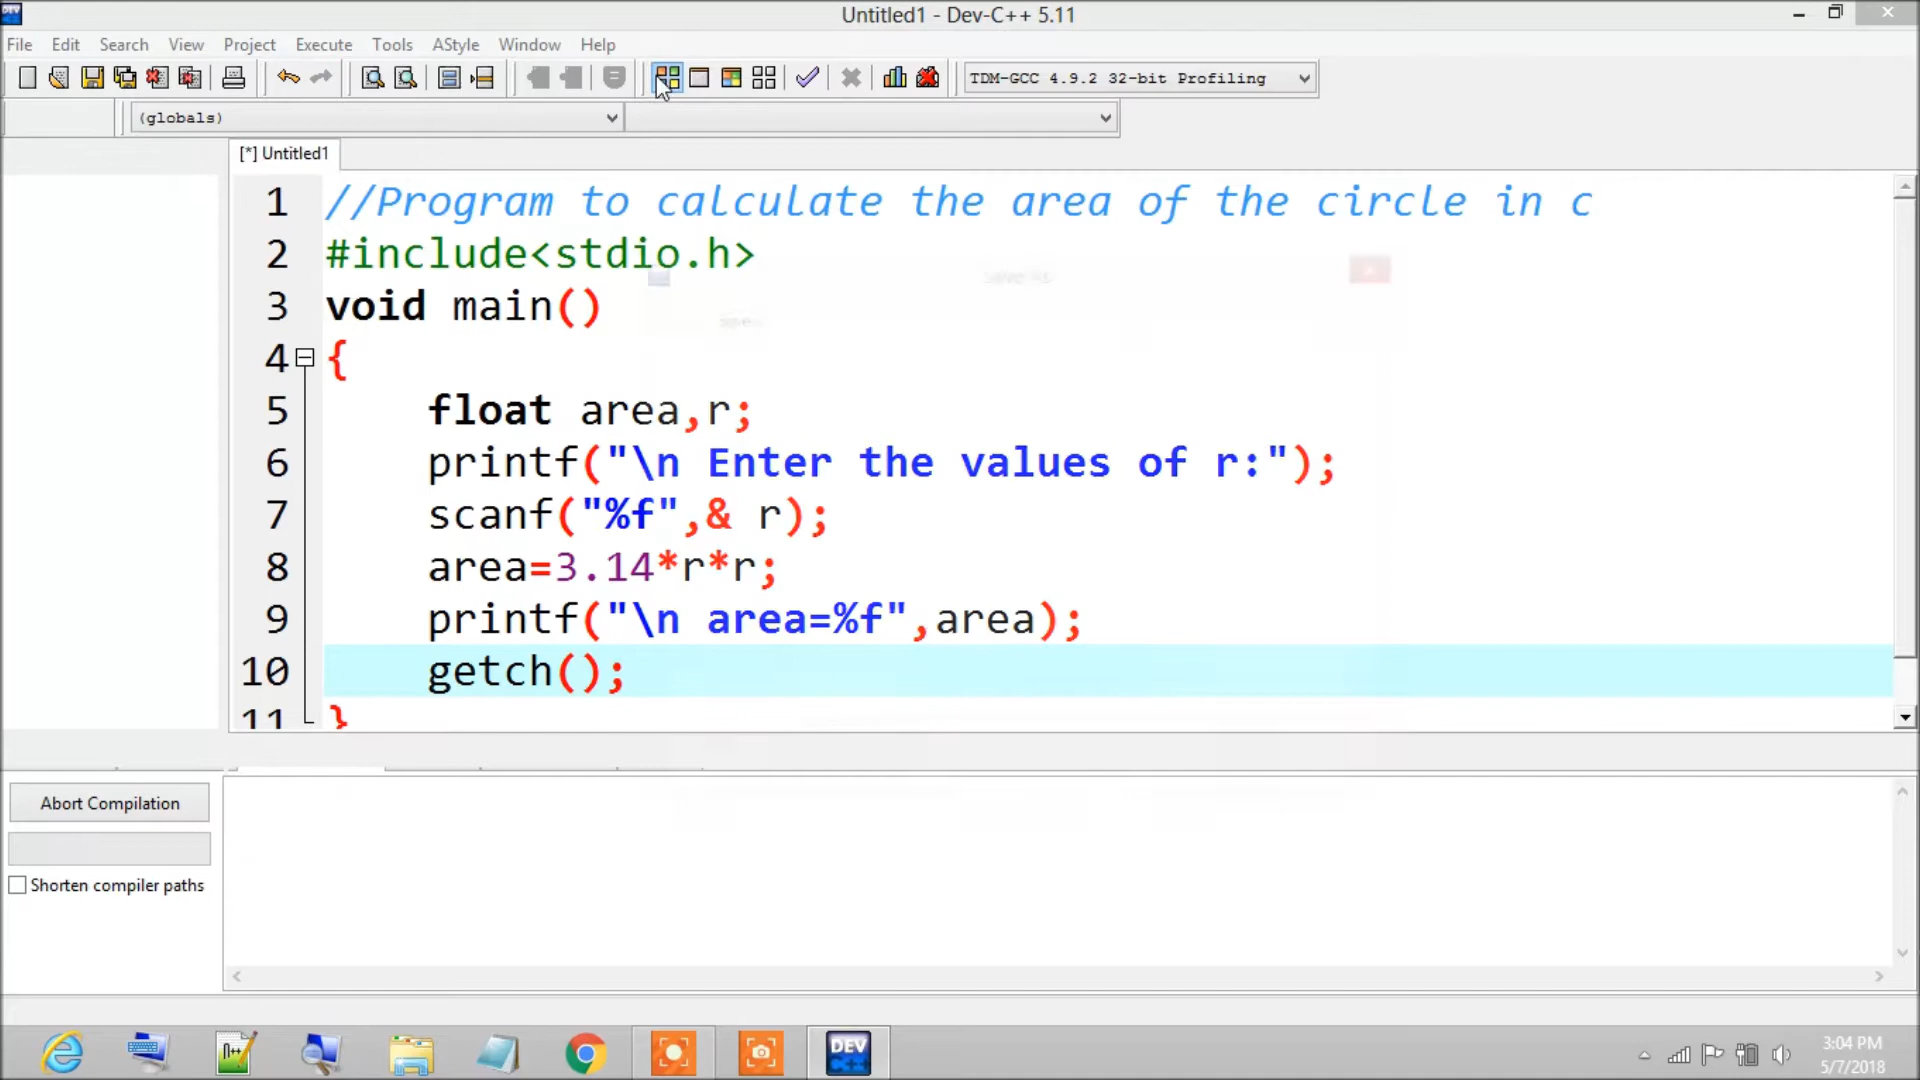 Untitled1 - Dev-C++ 5.11
File Edit Search View Project Execute Tools AStyle Window Help
TDM-GCC 4.9.2 32-bit Profiling
(globals)
[*] Untitled1
1 //Program to calculate the area of the circle in c
2 #include<stdio.h>
3 void main()
4 {
5 float area,r;
6 printf("\n Enter the values of r:");
7 scanf("%f",& r);
8 area=3.14*r*r;
9 printf("\n area=%f",area);
10 getch();
11 }
Abort Compilation
Shorten compiler paths
DEV C++
3:04 PM
5/7/2018